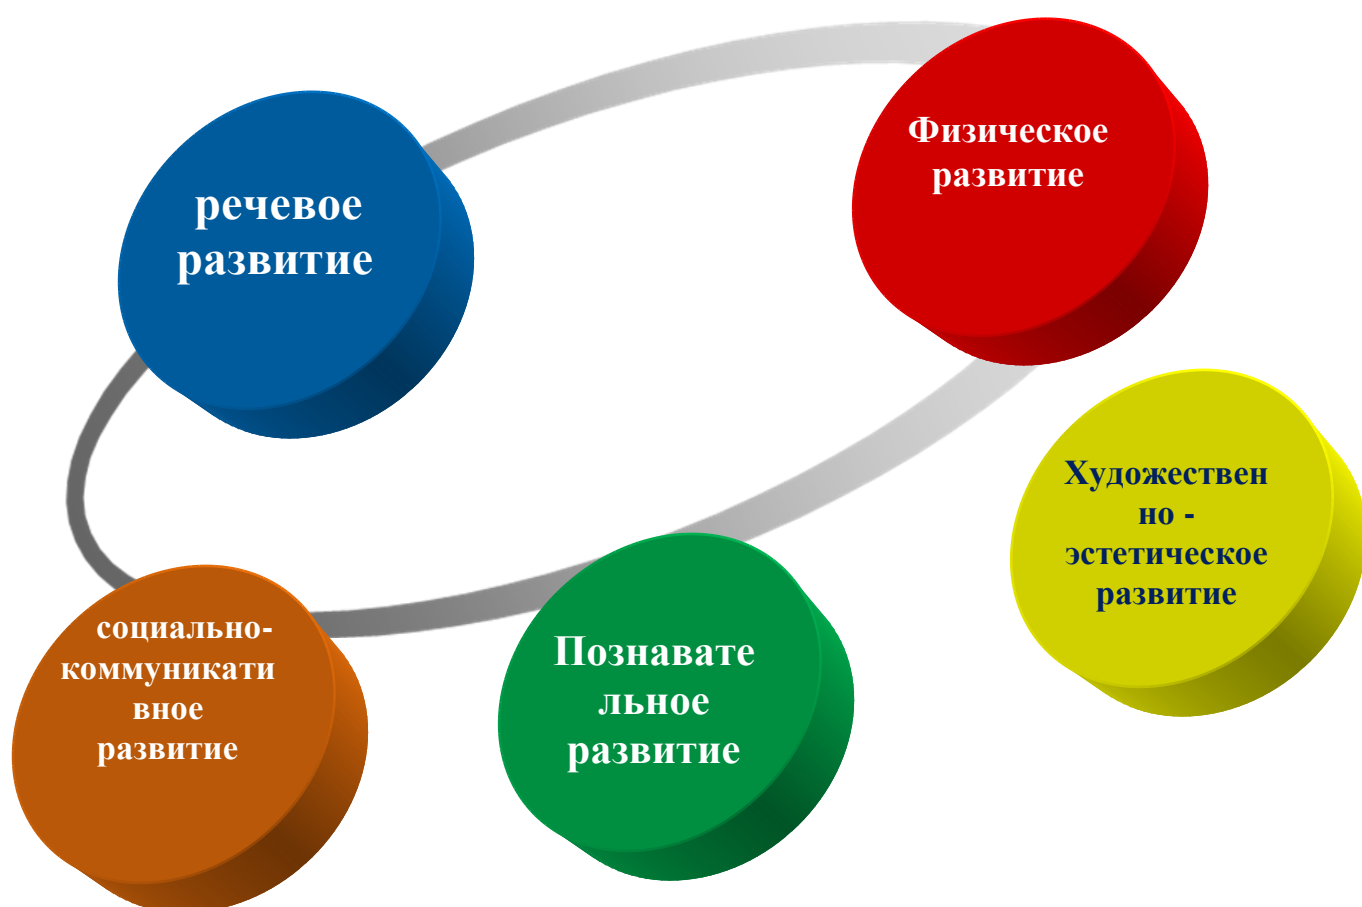 Физическое
развитие
речевое
развитие
Художествен
но -
эстетическое
развитие
социально-
коммуникати
вное
развитие
Познавате
льное
развитие